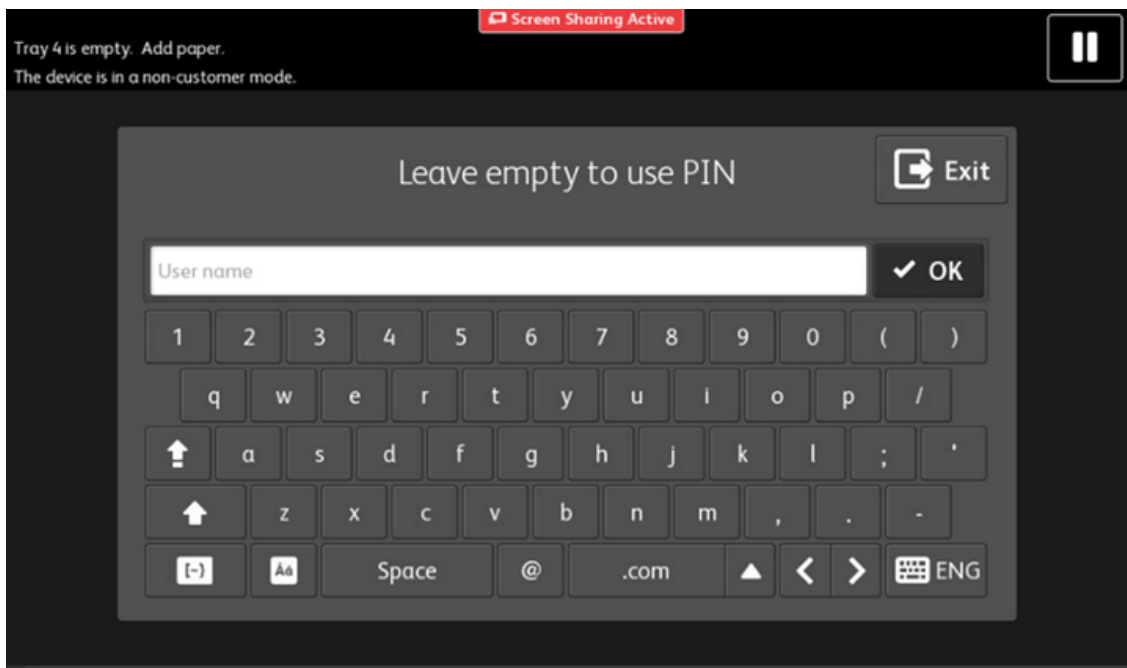 Screen Sharing Active
Tray 4 is empty. Add paper.
The device is in a non-customer mode.
Leave empty to use PIN
Exit
User name
OK
1 2 3 4 5 6 7 8 9 0 ( )
q w e r t y u i o p /
a s d f g h j k l ; '
z x c v b n m , . -
{~} Áá Space @ .com ENG